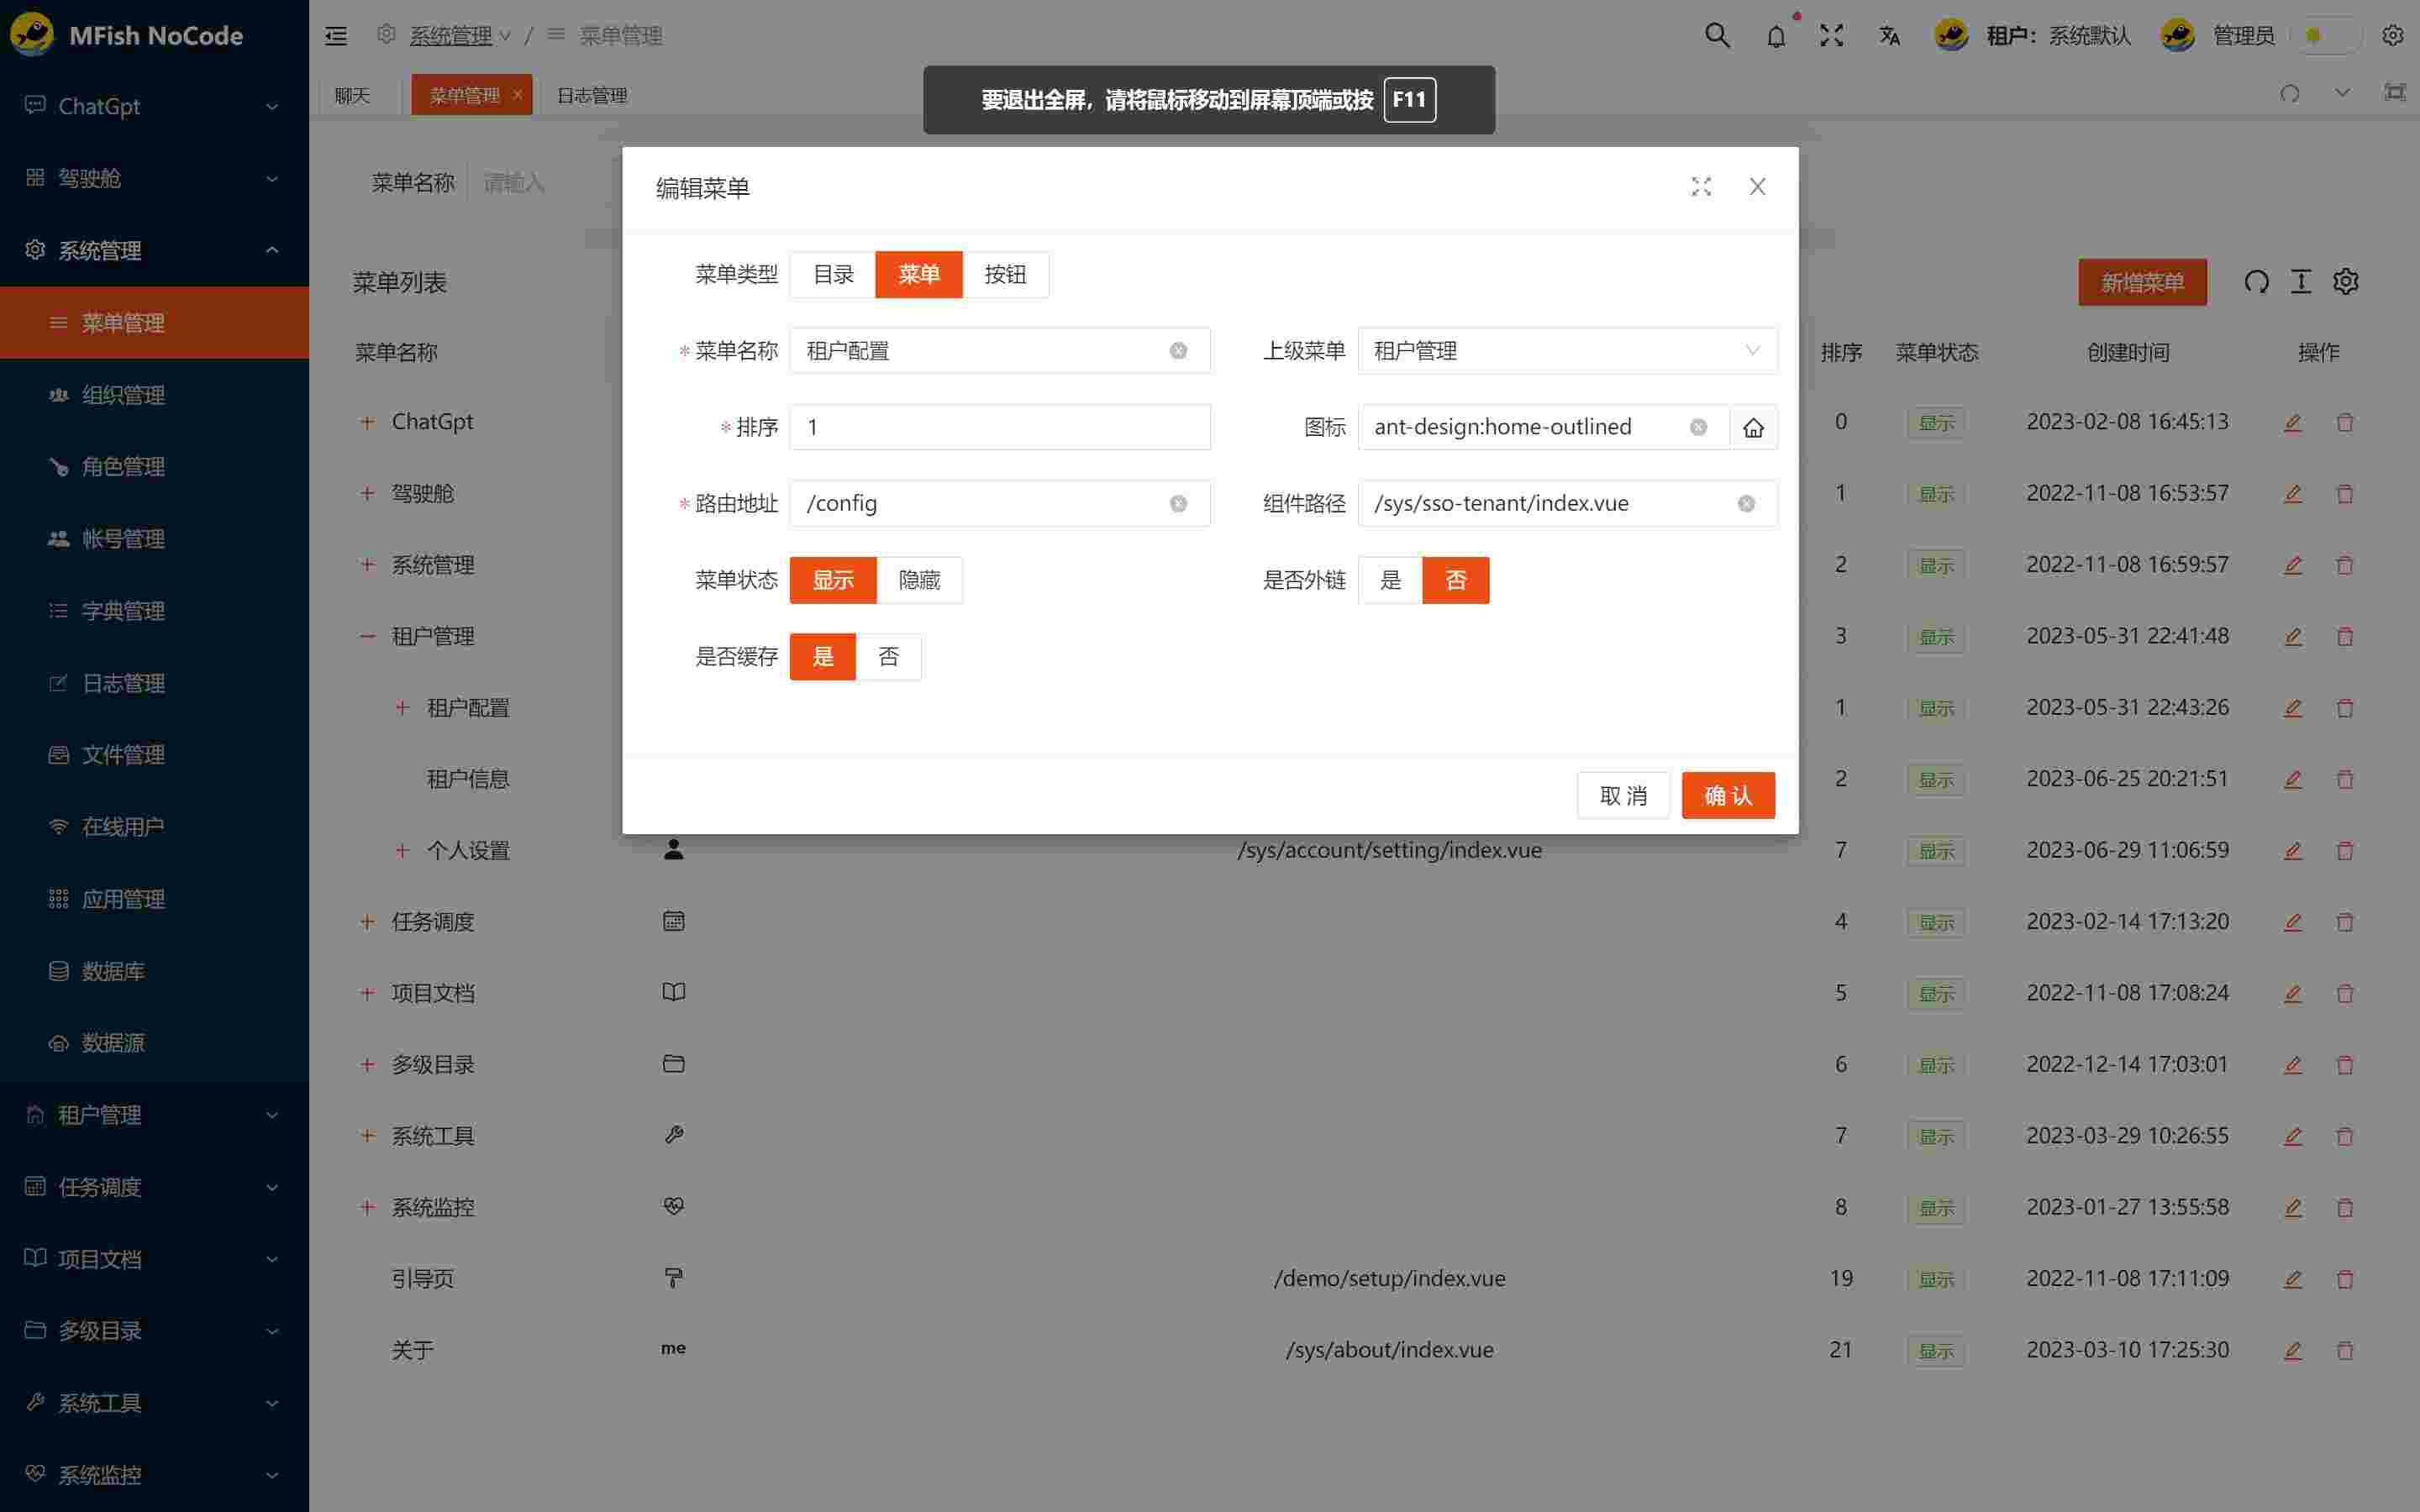 MFish NoCode
系统管理 / 菜单管理
租户：系统默认
管理员
聊天
菜单管理
日志管理
要退出全屏，请将鼠标移动到屏幕顶端或按 F11
ChatGpt
驾驶舱
系统管理
菜单管理
组织管理
角色管理
帐号管理
字典管理
日志管理
文件管理
在线用户
应用管理
数据库
数据源
租户管理
任务调度
项目文档
多级目录
系统工具
系统监控
菜单名称 请输入
菜单列表
新增菜单
菜单名称 排序 菜单状态 创建时间 操作
ChatGpt 0 显示 2023-02-08 16:45:13
驾驶舱 1 显示 2022-11-08 16:53:57
系统管理 2 显示 2022-11-08 16:59:57
租户管理 3 显示 2023-05-31 22:41:48
租户配置 1 显示 2023-05-31 22:43:26
租户信息 2 显示 2023-06-25 20:21:51
个人设置 /sys/account/setting/index.vue 7 显示 2023-06-29 11:06:59
任务调度 4 显示 2023-02-14 17:13:20
项目文档 5 显示 2022-11-08 17:08:24
多级目录 6 显示 2022-12-14 17:03:01
系统工具 7 显示 2023-03-29 10:26:55
系统监控 8 显示 2023-01-27 13:55:58
引导页 /demo/setup/index.vue 19 显示 2022-11-08 17:11:09
关于 me /sys/about/index.vue 21 显示 2023-03-10 17:25:30
编辑菜单
菜单类型 目录 菜单 按钮
* 菜单名称 租户配置 上级菜单 租户管理
* 排序 1 图标 ant-design:home-outlined
* 路由地址 /config 组件路径 /sys/sso-tenant/index.vue
菜单状态 显示 隐藏 是否外链 是 否
是否缓存 是 否
取 消 确 认